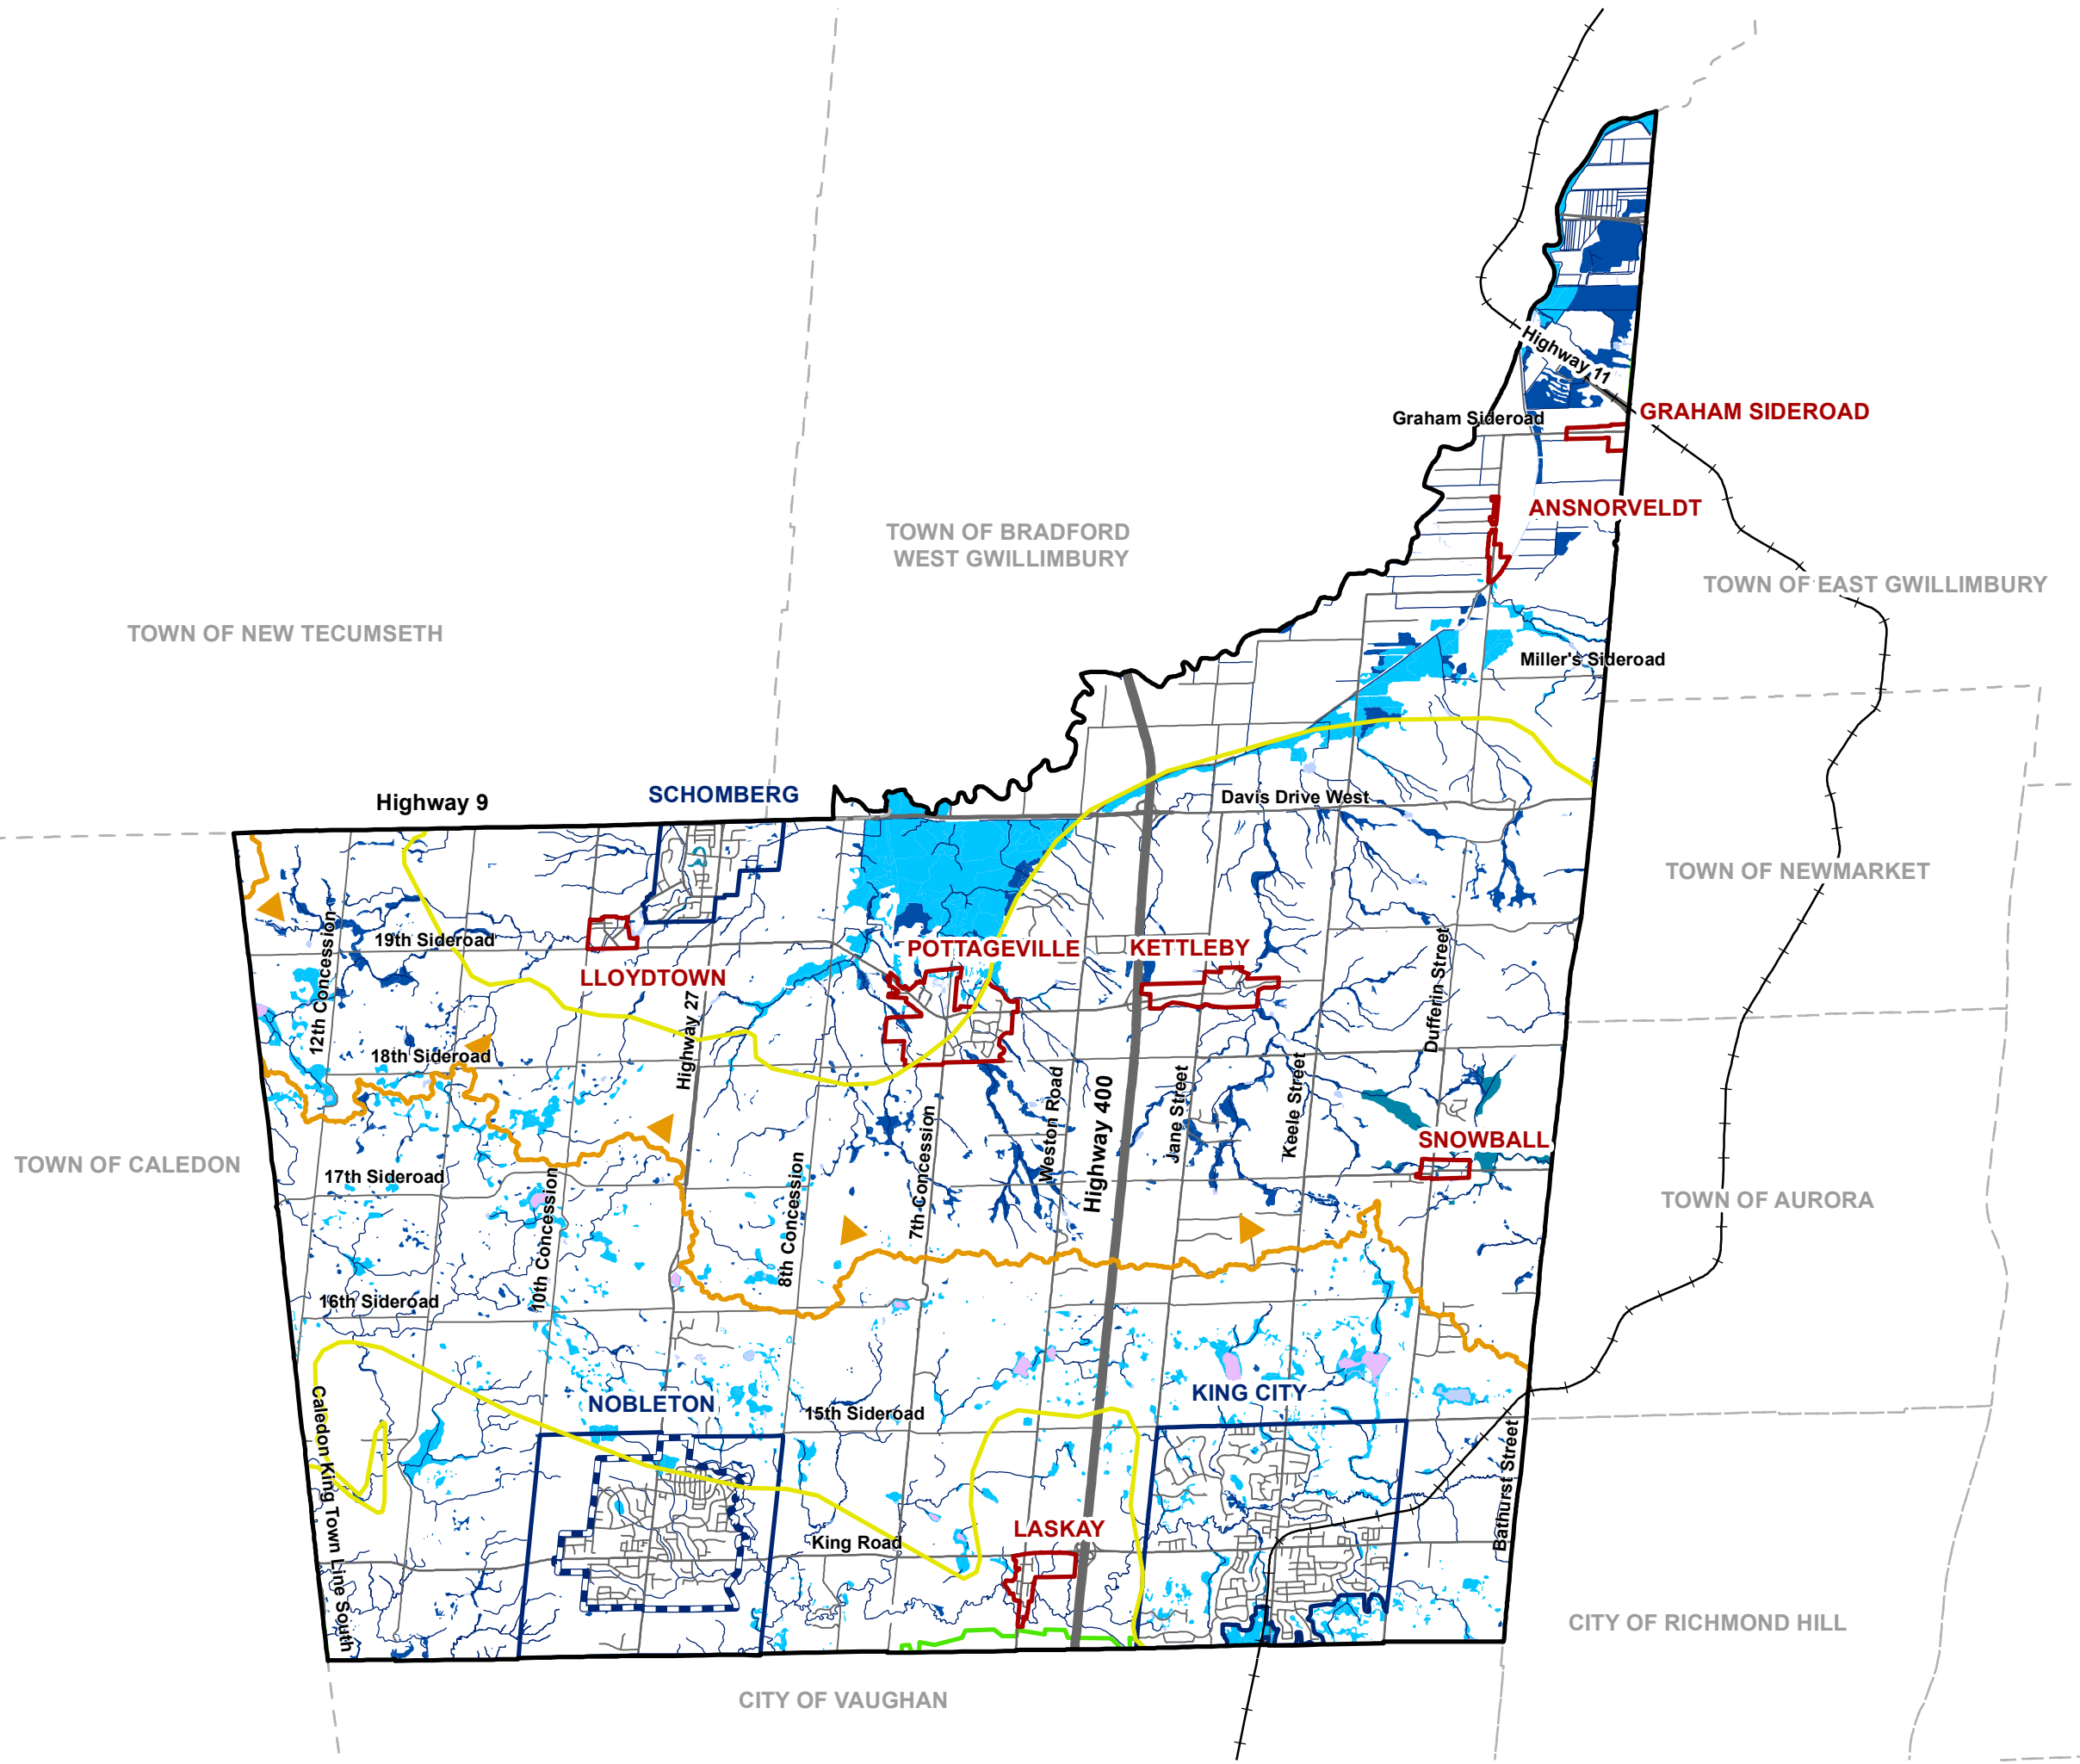 Highway 11
GRAHAM SIDEROAD
Graham Sideroad
ANSNORVELDT
TOWN OF BRADFORD
WEST GWILLIMBURY
TOWN OF EAST GWILLIMBURY
TOWN OF NEW TECUMSETH
Miller's Sideroad
Highway 9
SCHOMBERG
Davis Drive West
TOWN OF NEWMARKET
12th Concession
19th Sideroad
LLOYDTOWN
POTTAGEVILLE
KETTLEBY
Dufferin Street
Highway 27
18th Sideroad
Weston Road
Highway 400
Jane Street
Keele Street
SNOWBALL
TOWN OF CALEDON
17th Sideroad
10th Concession
8th Concession
7th Concession
TOWN OF AURORA
16th Sideroad
Caledon King Town Line South
NOBLETON
15th Sideroad
KING CITY
Bathurst Street
LASKAY
King Road
CITY OF RICHMOND HILL
CITY OF VAUGHAN